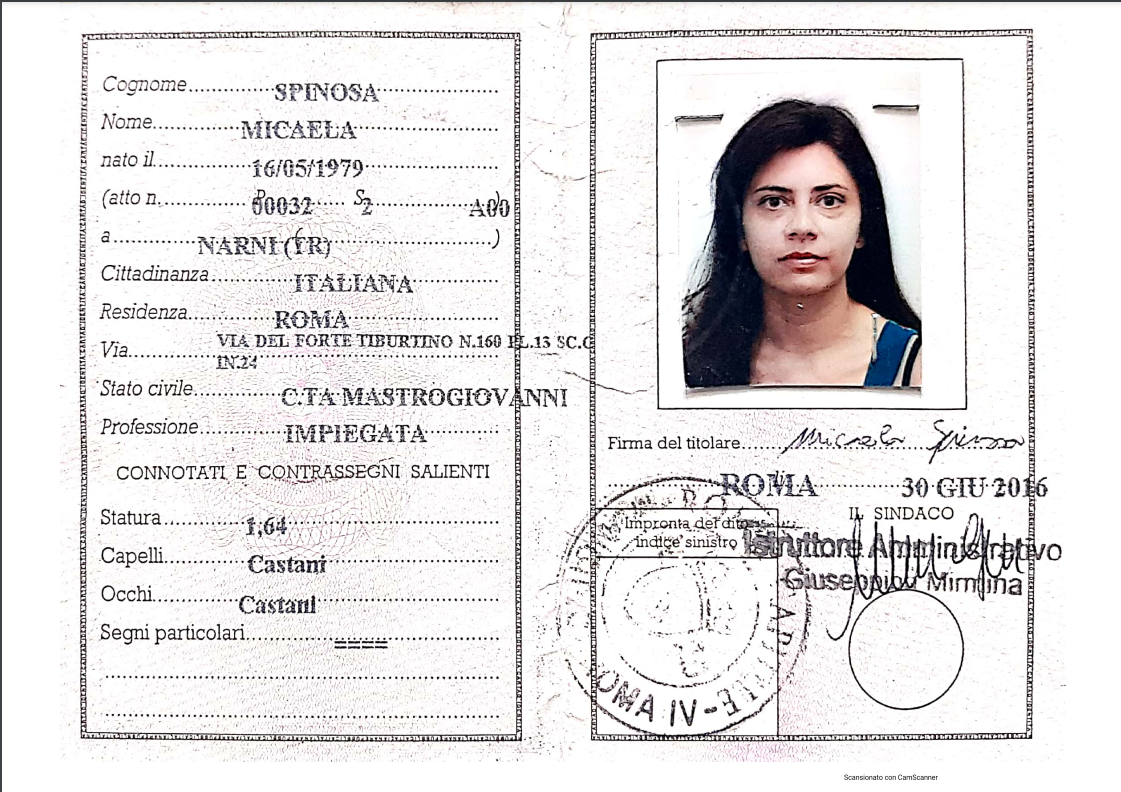 Cognome SPINOSA
Nome MICAELA
nato il 16/05/1979
(atto n. 00032 P. S. 2 A00)
a NARNI (TR) ( )
Cittadinanza ITALIANA
Residenza ROMA
Via VIA DEL FORTE TIBURTINO N.160 PL.13 SC.C
IN.24
Stato civile C.TA MASTROGIOVANNI
Professione IMPIEGATA
CONNOTATI E CONTRASSEGNI SALIENTI
Statura 1,64
Capelli Castani
Occhi Castani
Segni particolari ====
Firma del titolare Micaela Spinosa
ROMA li 30 GIU 2016
IL SINDACO
Impronta del dito
indice sinistro
Istruttore Amministrativo
ROMA IV
Scansionato con CamScanner